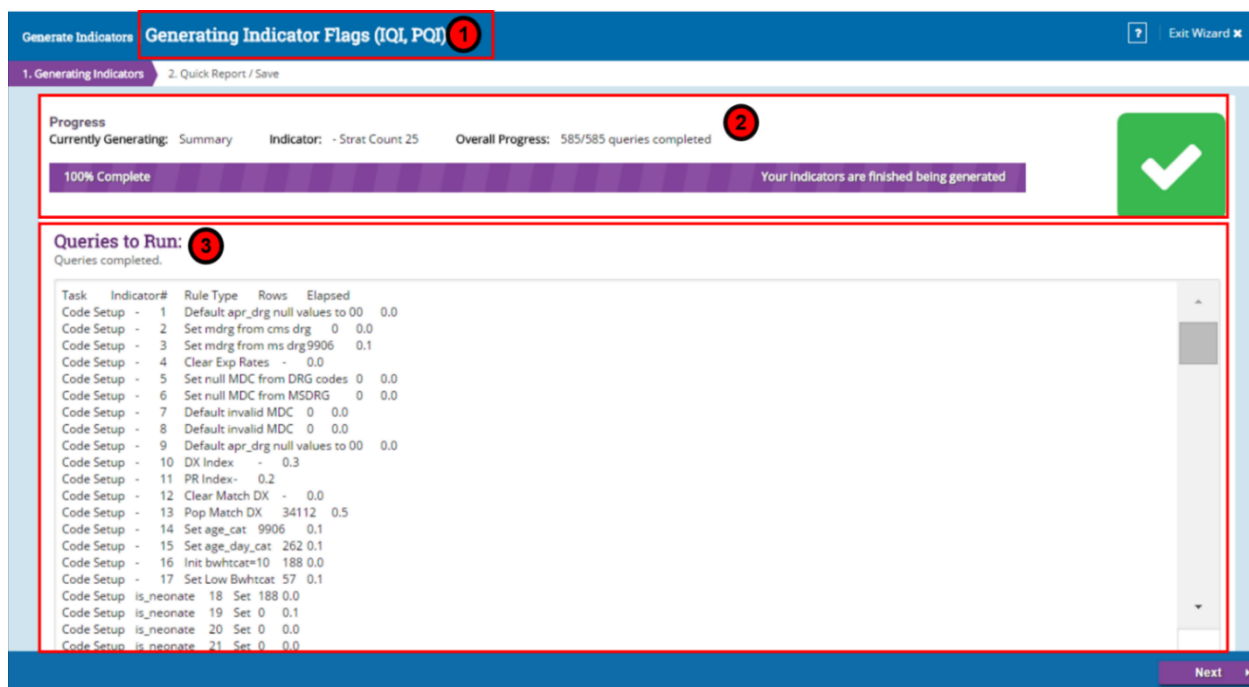 Generate Indicators Generating Indicator Flags (IQI, PQI) 1 ? Exit Wizard ×
1. Generating Indicators 2. Quick Report / Save
Progress 2
Currently Generating: Summary Indicator: - Strat Count 25 Overall Progress: 585/585 queries completed
100% Complete Your indicators are finished being generated
Queries to Run: 3
Queries completed.
Task Indicator# Rule Type Rows Elapsed
Code Setup - 1 Default apr_drg null values to 00 0.0
Code Setup - 2 Set mdrg from cms drg 0 0.0
Code Setup - 3 Set mdrg from ms drg9906 0.1
Code Setup - 4 Clear Exp Rates - 0.0
Code Setup - 5 Set null MDC from DRG codes 0 0.0
Code Setup - 6 Set null MDC from MSDRG 0 0.0
Code Setup - 7 Default invalid MDC 0 0.0
Code Setup - 8 Default invalid MDC 0 0.0
Code Setup - 9 Default apr_drg null values to 00 0.0
Code Setup - 10 DX Index - 0.3
Code Setup - 11 PR Index- 0.2
Code Setup - 12 Clear Match DX - 0.0
Code Setup - 13 Pop Match DX 34112 0.5
Code Setup - 14 Set age_cat 9906 0.1
Code Setup - 15 Set age_day_cat 262 0.1
Code Setup - 16 Init bwhtcat=10 188 0.0
Code Setup - 17 Set Low Bwhtcat 57 0.1
Code Setup is_neonate 18 Set 188 0.0
Code Setup is_neonate 19 Set 0 0.1
Code Setup is_neonate 20 Set 0 0.0
Code Setup is_neonate 21 Set 0 0.0
Next